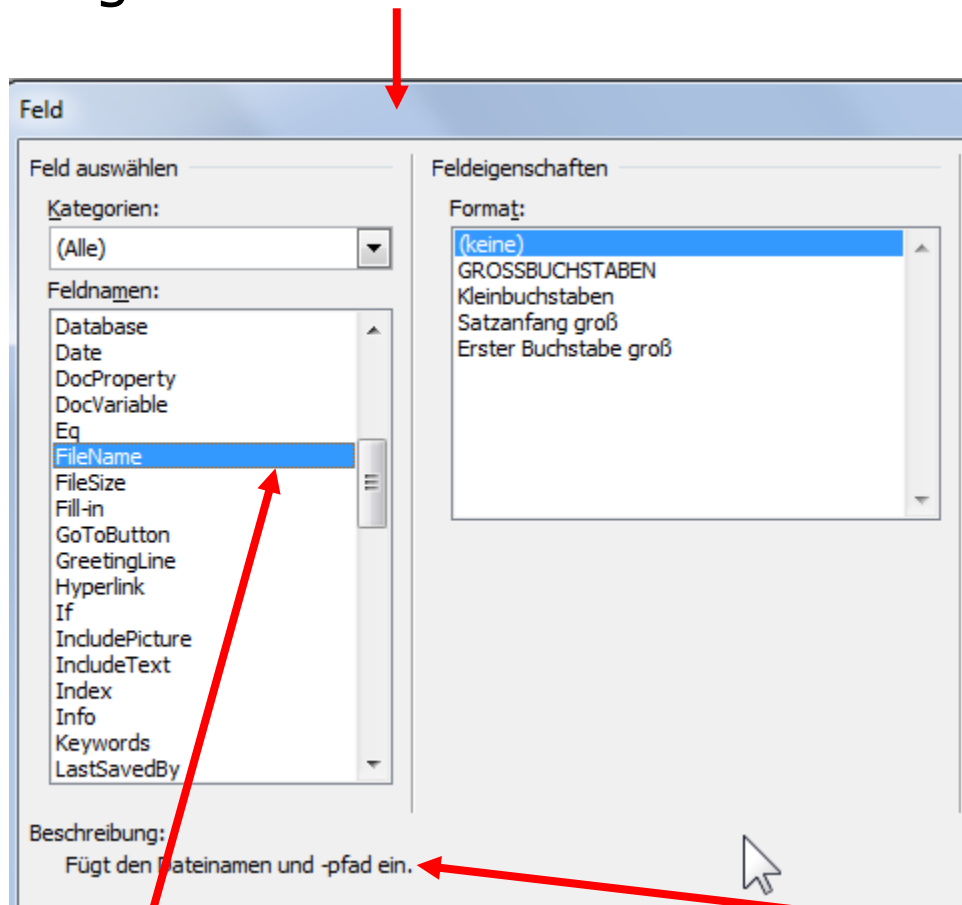 Feld
Feld auswählen
Kategorien:
(Alle)
Feldnamen:
Database
Date
DocProperty
DocVariable
Eq
FileName
FileSize
Fill-in
GoToButton
GreetingLine
Hyperlink
If
IncludePicture
IncludeText
Index
Info
Keywords
LastSavedBy
Feldeigenschaften
Format:
(keine)
GROSSBUCHSTABEN
Kleinbuchstaben
Satzanfang groß
Erster Buchstabe groß
Beschreibung:
Fügt den Dateinamen und -pfad ein.